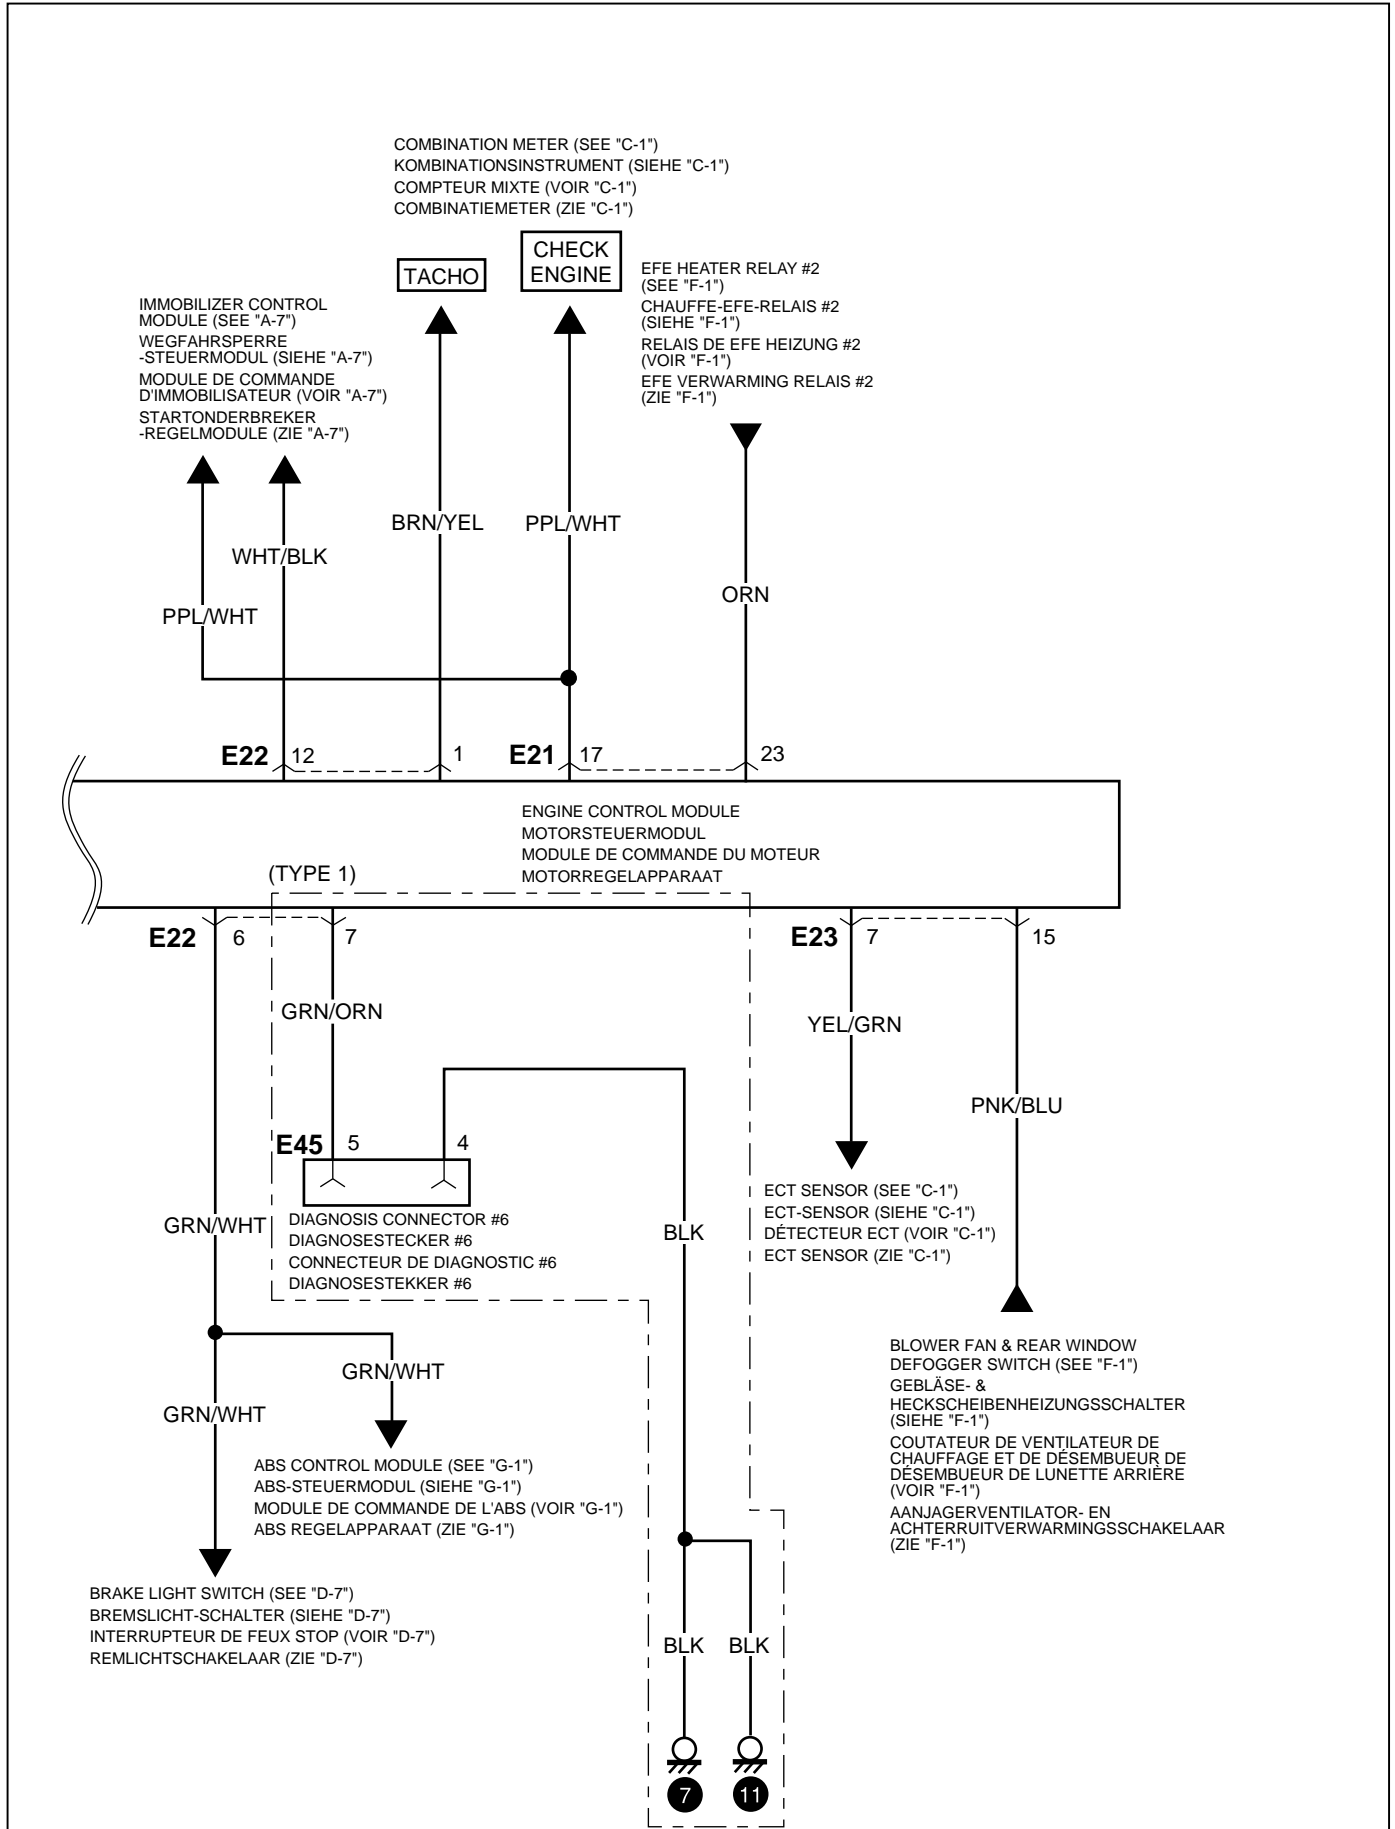 COMBINATION METER (SEE "C-1")
KOMBINATIONSINSTRUMENT (SIEHE "C-1")
COMPTEUR MIXTE (VOIR "C-1")
COMBINATIEMETER (ZIE "C-1")
TACHO
CHECK
ENGINE
EFE HEATER RELAY #2
(SEE "F-1")
CHAUFFE-EFE-RELAIS #2
(SIEHE "F-1")
RELAIS DE EFE HEIZUNG #2
(VOIR "F-1")
EFE VERWARMING RELAIS #2
(ZIE "F-1")
IMMOBILIZER CONTROL
MODULE (SEE "A-7")
WEGFAHRSPERRE
-STEUERMODUL (SIEHE "A-7")
MODULE DE COMMANDE
D'IMMOBILISATEUR (VOIR "A-7")
STARTONDERBREKER
-REGELMODULE (ZIE "A-7")
BRN/YEL
PPL/WHT
WHT/BLK
ORN
PPL/WHT
E22 12
1
E21 17
23
ENGINE CONTROL MODULE
MOTORSTEUERMODUL
MODULE DE COMMANDE DU MOTEUR
MOTORREGELAPPARAAT
(TYPE 1)
E22 6
7
E23 7
15
GRN/ORN
YEL/GRN
PNK/BLU
E45 5
4
DIAGNOSIS CONNECTOR #6
DIAGNOSESTECKER #6
CONNECTEUR DE DIAGNOSTIC #6
DIAGNOSESTEKKER #6
GRN/WHT
BLK
ECT SENSOR (SEE "C-1")
ECT-SENSOR (SIEHE "C-1")
DÉTECTEUR ECT (VOIR "C-1")
ECT SENSOR (ZIE "C-1")
BLOWER FAN & REAR WINDOW
DEFOGGER SWITCH (SEE "F-1")
GEBLÄSE- &
HECKSCHEIBENHEIZUNGSSCHALTER
(SIEHE "F-1")
COUTATEUR DE VENTILATEUR DE
CHAUFFAGE ET DE DÉSEMBUEUR DE
DÉSEMBUEUR DE LUNETTE ARRIÈRE
(VOIR "F-1")
AANJAGERVENTILATOR- EN
ACHTERRUITVERWARMINGSSCHAKELAAR
(ZIE "F-1")
GRN/WHT
GRN/WHT
ABS CONTROL MODULE (SEE "G-1")
ABS-STEUERMODUL (SIEHE "G-1")
MODULE DE COMMANDE DE L'ABS (VOIR "G-1")
ABS REGELAPPARAAT (ZIE "G-1")
BRAKE LIGHT SWITCH (SEE "D-7")
BREMSLICHT-SCHALTER (SIEHE "D-7")
INTERRUPTEUR DE FEUX STOP (VOIR "D-7")
REMLICHTSCHAKELAAR (ZIE "D-7")
BLK
BLK
7
11